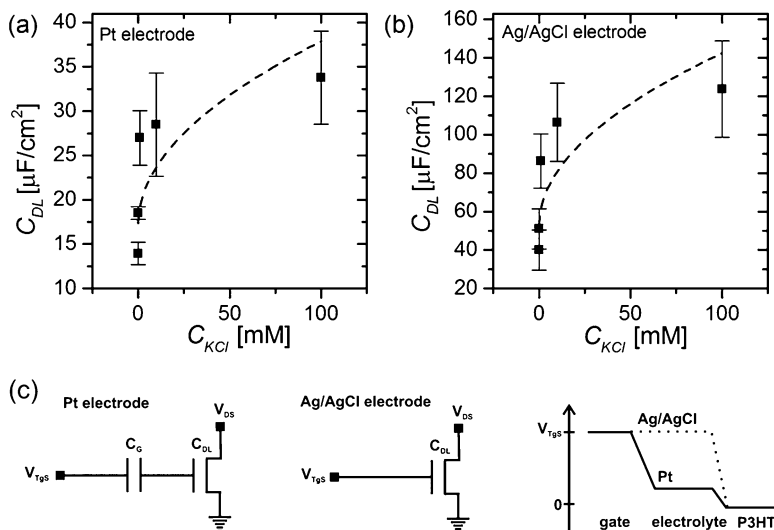 (a)
Pt electrode
C_DL [µF/cm²]
40
35
30
25
20
15
10
0
50
100
C_KCl [mM]
(b)
Ag/AgCl electrode
C_DL [µF/cm²]
160
140
120
100
80
60
40
20
0
50
100
C_KCl [mM]
(c)
Pt electrode
V_DS
C_G
C_DL
V_TgS
Ag/AgCl electrode
V_DS
C_DL
V_TgS
V_TgS
Ag/AgCl
Pt
0
gate electrolyte P3HT